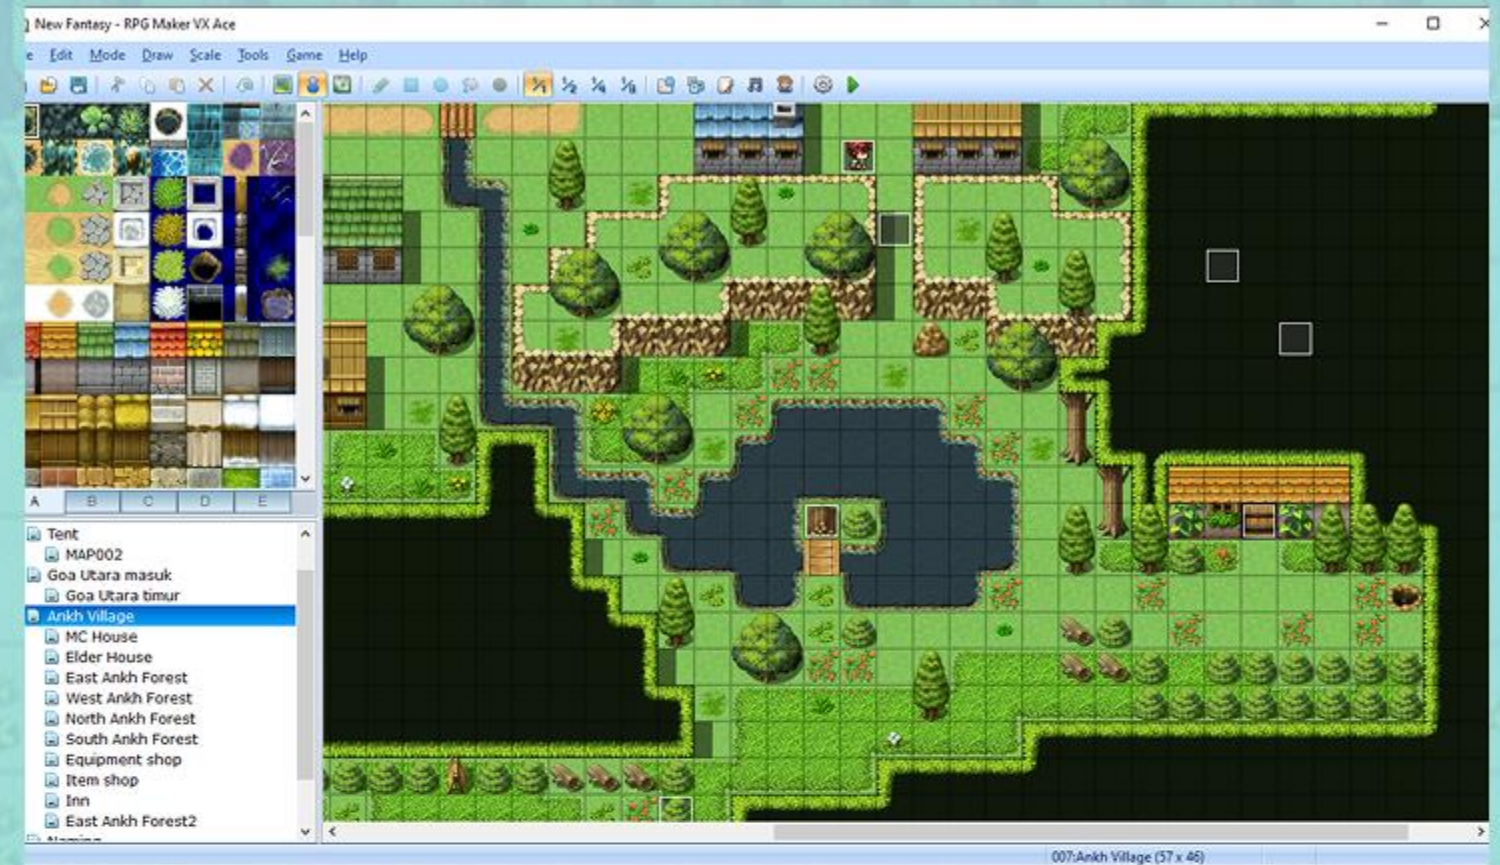 New Fantasy - RPG Maker VX Ace
e Edit Mode Draw Scale Tools Game Help
A B C D E
Tent
MAP002
Goa Utara masuk
Goa Utara timur
Ankh Village
MC House
Elder House
East Ankh Forest
West Ankh Forest
North Ankh Forest
South Ankh Forest
Equipment shop
Item shop
Inn
East Ankh Forest2
007:Ankh Village (57 x 46)